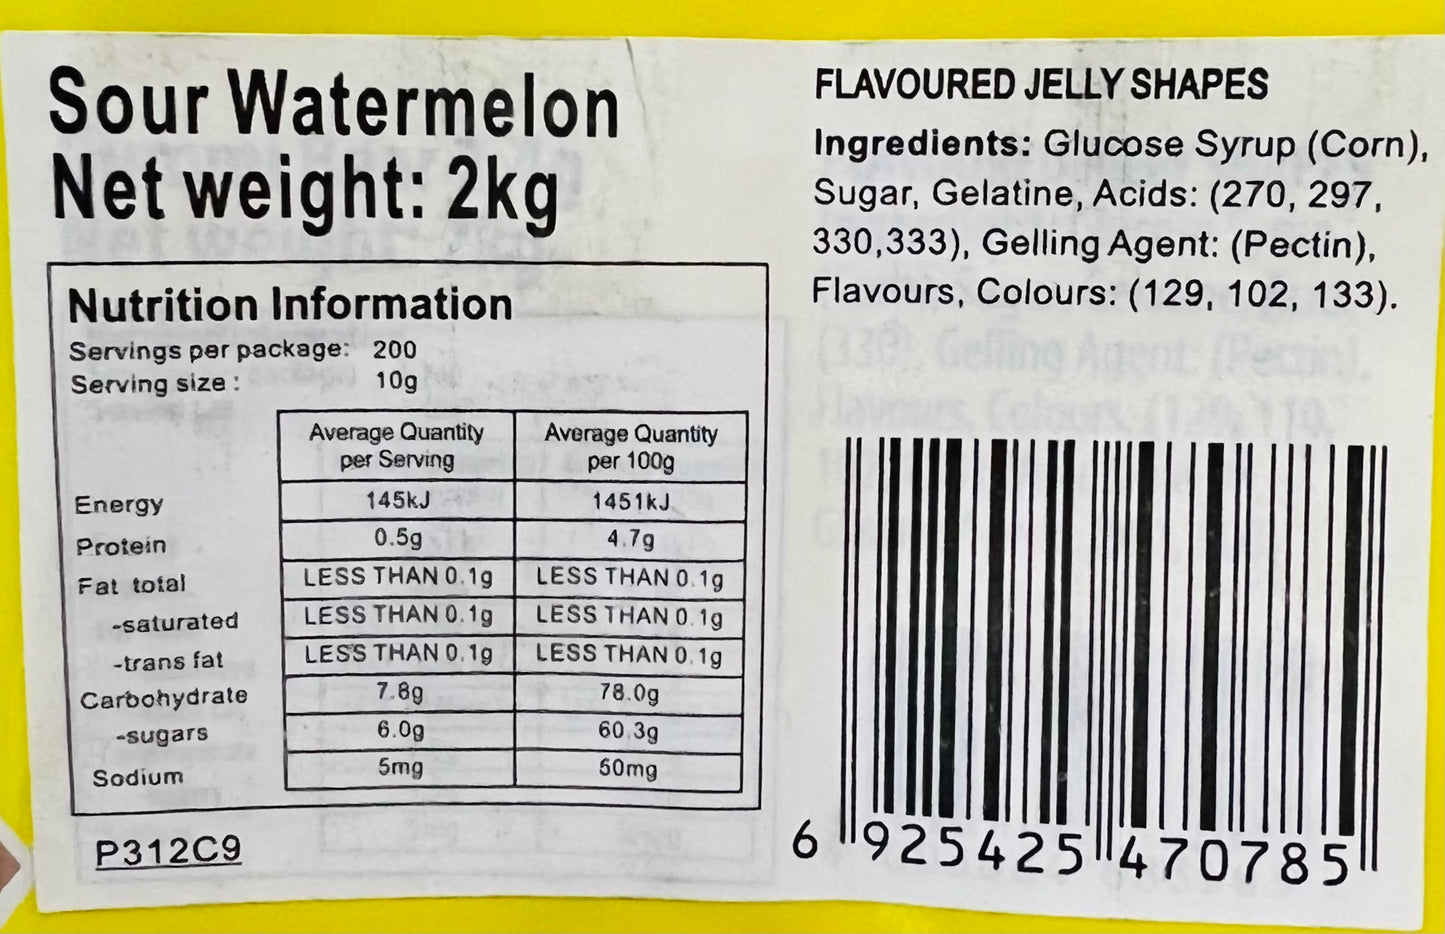 Sour Watermelon
Net weight: 2kg
Nutrition Information
Servings per package: 200
Serving size : 10g
Average Quantity per Serving Average Quantity per 100g
Energy 145kJ 1451kJ
Protein 0.5g 4.7g
Fat total LESS THAN 0.1g LESS THAN 0.1g
-saturated LESS THAN 0.1g LESS THAN 0.1g
-trans fat LESS THAN 0.1g LESS THAN 0.1g
Carbohydrate 7.8g 78.0g
-sugars 6.0g 60.3g
Sodium 5mg 50mg
P312C9
FLAVOURED JELLY SHAPES
Ingredients: Glucose Syrup (Corn),
Sugar, Gelatine, Acids: (270, 297,
330,333), Gelling Agent: (Pectin),
Flavours, Colours: (129, 102, 133).
6 925425 470785